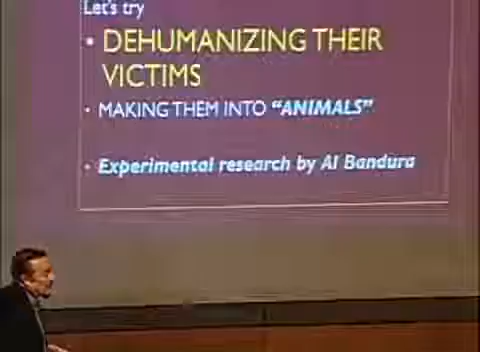 Let's try
• DEHUMANIZING THEIR
VICTIMS
• MAKING THEM INTO "ANIMALS"
• Experimental research by Al Bandura